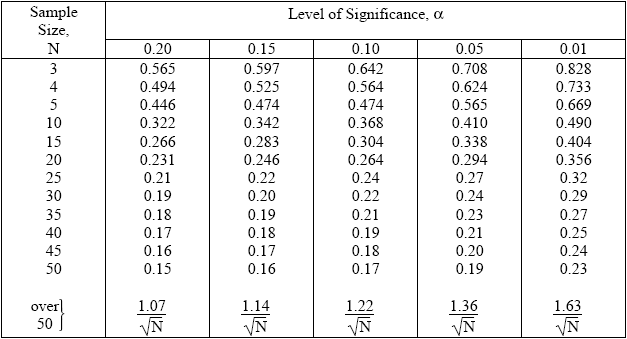 Sample Size, N
Level of Significance, α
0.20 0.15 0.10 0.05 0.01
3 0.565 0.597 0.642 0.708 0.828
4 0.494 0.525 0.564 0.624 0.733
5 0.446 0.474 0.474 0.565 0.669
10 0.322 0.342 0.368 0.410 0.490
15 0.266 0.283 0.304 0.338 0.404
20 0.231 0.246 0.264 0.294 0.356
25 0.21 0.22 0.24 0.27 0.32
30 0.19 0.20 0.22 0.24 0.29
35 0.18 0.19 0.21 0.23 0.27
40 0.17 0.18 0.19 0.21 0.25
45 0.16 0.17 0.18 0.20 0.24
50 0.15 0.16 0.17 0.19 0.23
over 1.07 1.14 1.22 1.36 1.63
50 } √N √N √N √N √N